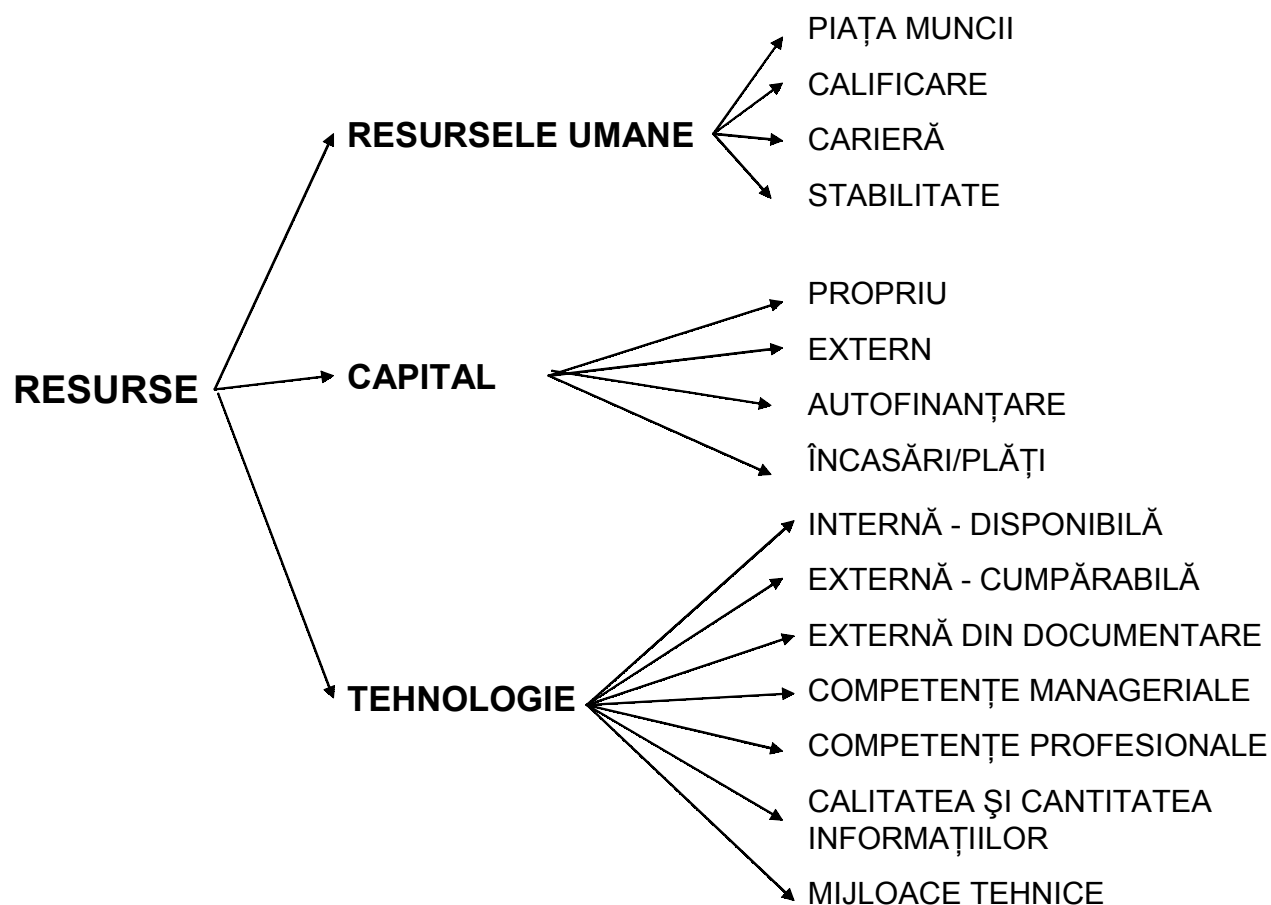 RESURSE
RESURSELE UMANE
PIAȚA MUNCII
CALIFICARE
CARIERĂ
STABILITATE
CAPITAL
PROPRIU
EXTERN
AUTOFINANȚARE
ÎNCASĂRI/PLĂȚI
TEHNOLOGIE
INTERNĂ - DISPONIBILĂ
EXTERNĂ - CUMPĂRABILĂ
EXTERNĂ DIN DOCUMENTARE
COMPETENȚE MANAGERIALE
COMPETENȚE PROFESIONALE
CALITATEA ŞI CANTITATEA
INFORMAȚIILOR
MIJLOACE TEHNICE